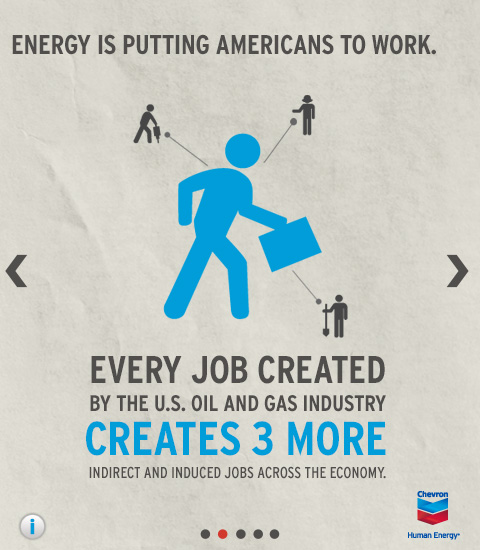 ENERGY IS PUTTING AMERICANS TO WORK.
EVERY JOB CREATED
BY THE U.S. OIL AND GAS INDUSTRY
CREATES 3 MORE
INDIRECT AND INDUCED JOBS ACROSS THE ECONOMY.
i
Chevron
Human Energy®